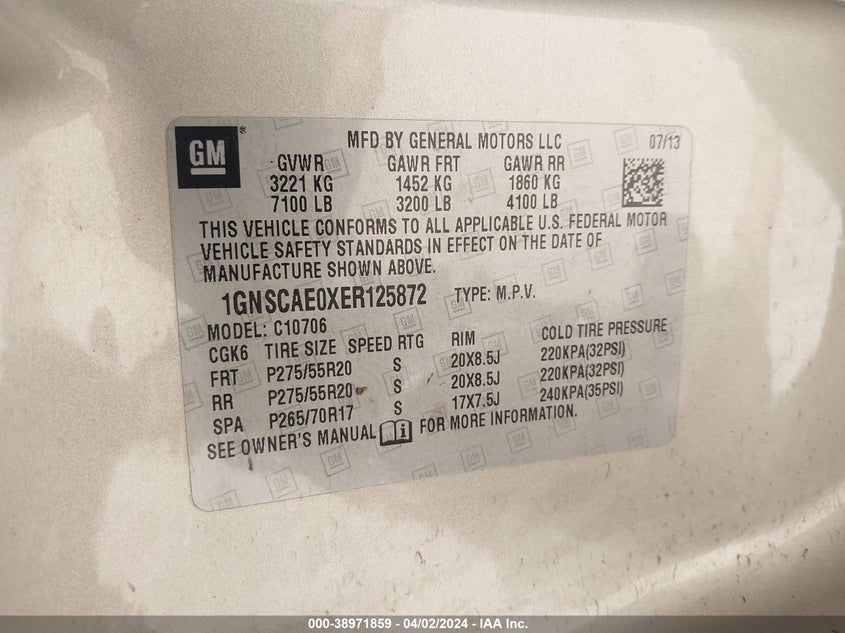 GM
MFD BY GENERAL MOTORS LLC 07/13
GVWR GAWR FRT GAWR RR
3221 KG 1452 KG 1860 KG
7100 LB 3200 LB 4100 LB
THIS VEHICLE CONFORMS TO ALL APPLICABLE U.S. FEDERAL MOTOR
VEHICLE SAFETY STANDARDS IN EFFECT ON THE DATE OF
MANUFACTURE SHOWN ABOVE.
1GNSCAE0XER125872 TYPE: M.P.V.
MODEL: C10706
CGK6 TIRE SIZE SPEED RTG RIM COLD TIRE PRESSURE
FRT P275/55R20 S 20X8.5J 220KPA(32PSI)
RR P275/55R20 S 20X8.5J 220KPA(32PSI)
SPA P265/70R17 S 17X7.5J 240KPA(35PSI)
SEE OWNER'S MANUAL i FOR MORE INFORMATION.
000-38971859 - 04/02/2024 - IAA Inc.